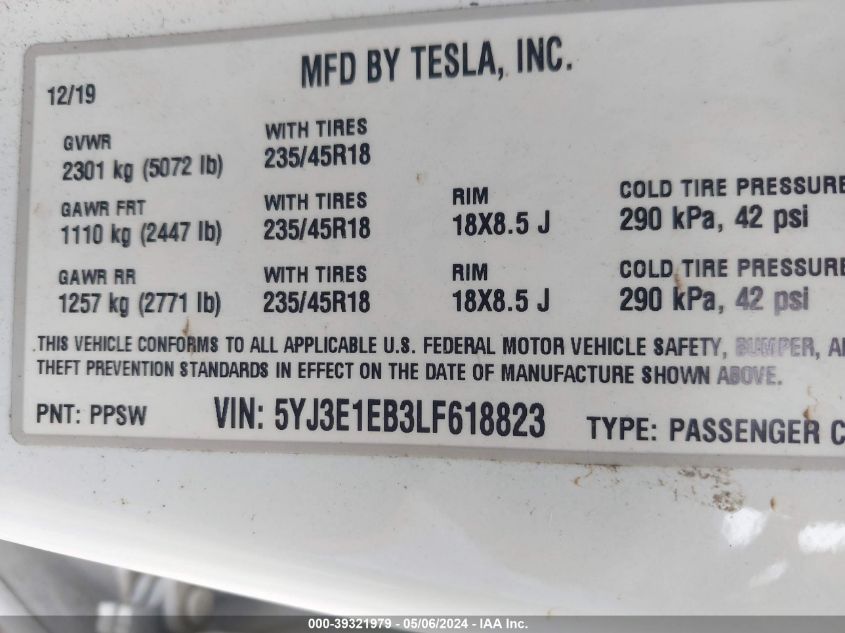 MFD BY TESLA, INC.
12/19
GVWR
2301 kg (5072 lb)
WITH TIRES
235/45R18
GAWR FRT
1110 kg (2447 lb)
WITH TIRES
235/45R18
RIM
18X8.5 J
COLD TIRE PRESSURE
290 kPa, 42 psi
GAWR RR
1257 kg (2771 lb)
WITH TIRES
235/45R18
RIM
18X8.5 J
COLD TIRE PRESSURE
290 kPa, 42 psi
THIS VEHICLE CONFORMS TO ALL APPLICABLE U.S. FEDERAL MOTOR VEHICLE SAFETY, BUMPER, A
THEFT PREVENTION STANDARDS IN EFFECT ON THE DATE OF MANUFACTURE SHOWN ABOVE.
PNT: PPSW
VIN: 5YJ3E1EB3LF618823
TYPE: PASSENGER C
© COPYRIGHT -39321979 - 05/06/2024 - IAA Inc.